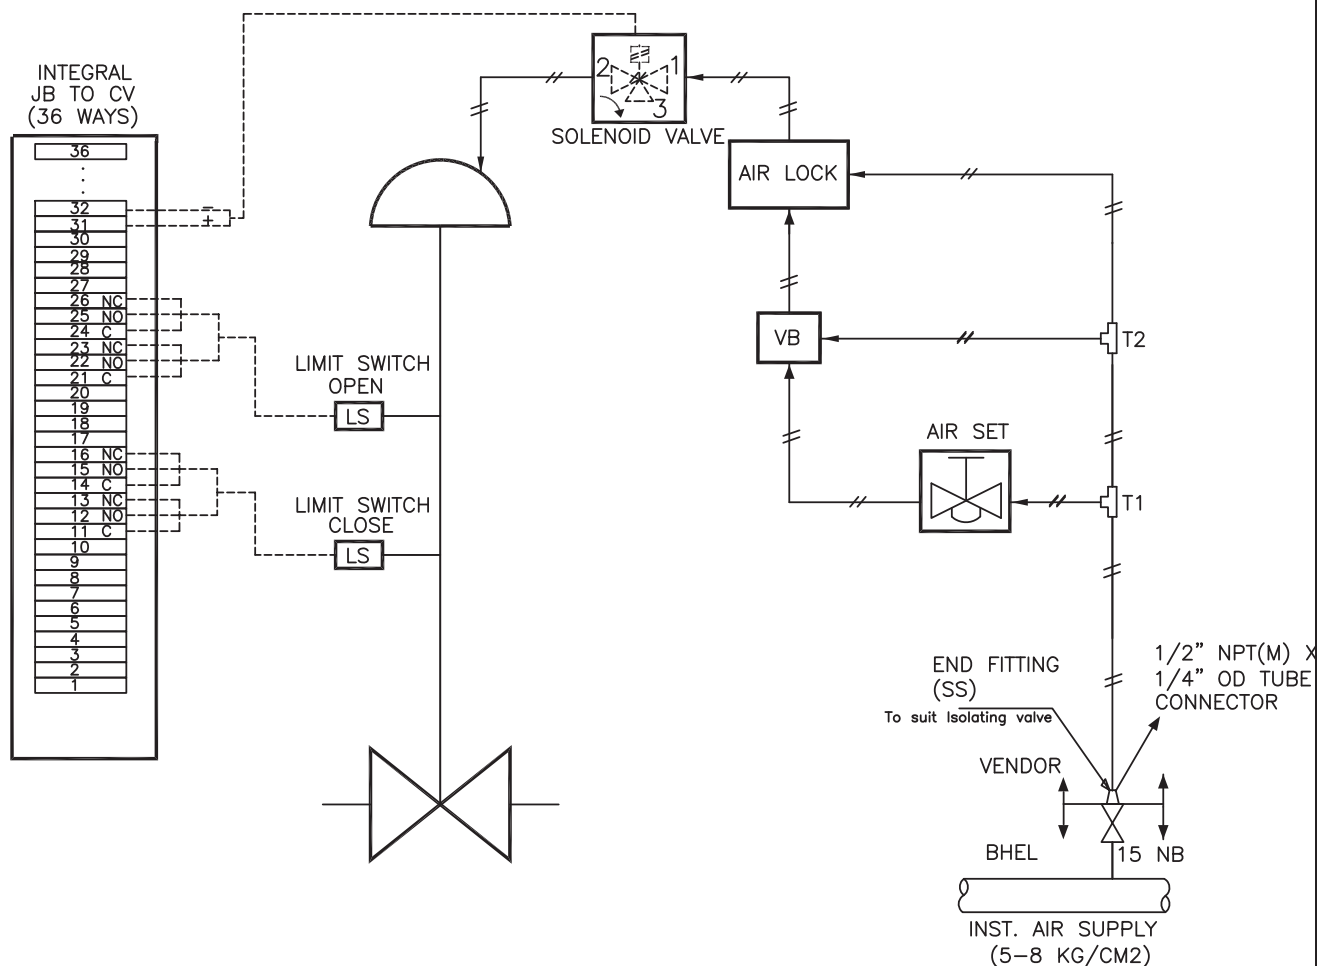 INTEGRAL
JB TO CV
(36 WAYS)
36
32 −
31 +
30
29
28
27
26 NC
25 NO
24 C
23 NC
22 NO
21 C
20
19
18
17
16 NC
15 NO
14 C
13 NC
12 NO
11 C
10
9
8
7
6
5
4
3
2
1
2
1
3
SOLENOID VALVE
AIR LOCK
VB
T2
LIMIT SWITCH
OPEN
LS
AIR SET
T1
LIMIT SWITCH
CLOSE
LS
END FITTING
(SS)
To suit Isolating valve
1/2” NPT(M) X
1/4” OD TUBE
CONNECTOR
VENDOR
BHEL
15 NB
INST. AIR SUPPLY
(5−8 KG/CM2)